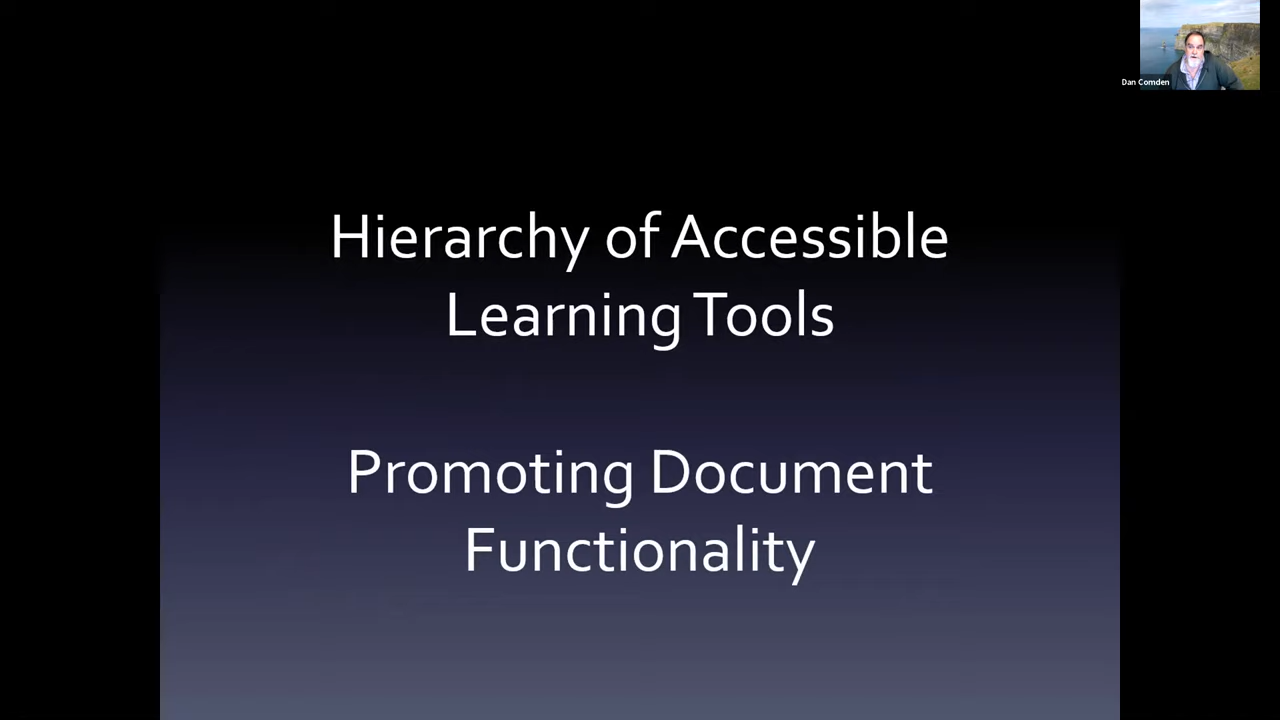 Dan Comden
Hierarchy of Accessible
Learning Tools
Promoting Document
Functionality